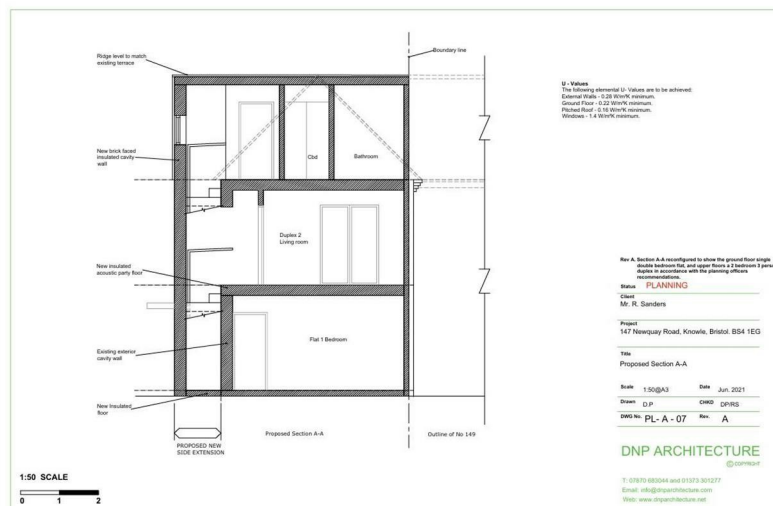 Ridge level to match
existing terrace
Boundary line
U - Values
The following elemental U- Values are to be achieved:
External Walls - 0.28 W/m²K minimum.
Ground Floor - 0.22 W/m²K minimum.
Pitched Roof - 0.16 W/m²K minimum.
Windows - 1.4 W/m²K minimum.
New brick faced
insulated cavity
wall
Cbd
Bathroom
Duplex 2
Living room
New insulated
acoustic party floor
Flat 1 Bedroom
Existing exterior
cavity wall
New Insulated
floor
Proposed Section A-A
Outline of No 149
PROPOSED NEW
SIDE EXTENSION
1:50 SCALE
0 1 2
Rev A. Section A-A reconfigured to show the ground floor single
double bedroom flat, and upper floors a 2 bedroom 3 pers
duplex in accordance with the planning officers
recommendations.
Status PLANNING
Client
Mr. R. Sanders
Project
147 Newquay Road, Knowle, Bristol. BS4 1EG
Title
Proposed Section A-A
Scale 1:50@A3 Date Jun. 2021
Drawn D.P CHKD DP/RS
DWG No. PL- A - 07 Rev. A
DNP ARCHITECTURE
© COPYRIGHT
T: 07970 683044 and 01373 301277
Email: info@dnparchitecture.com
Web: www.dnparchitecture.net